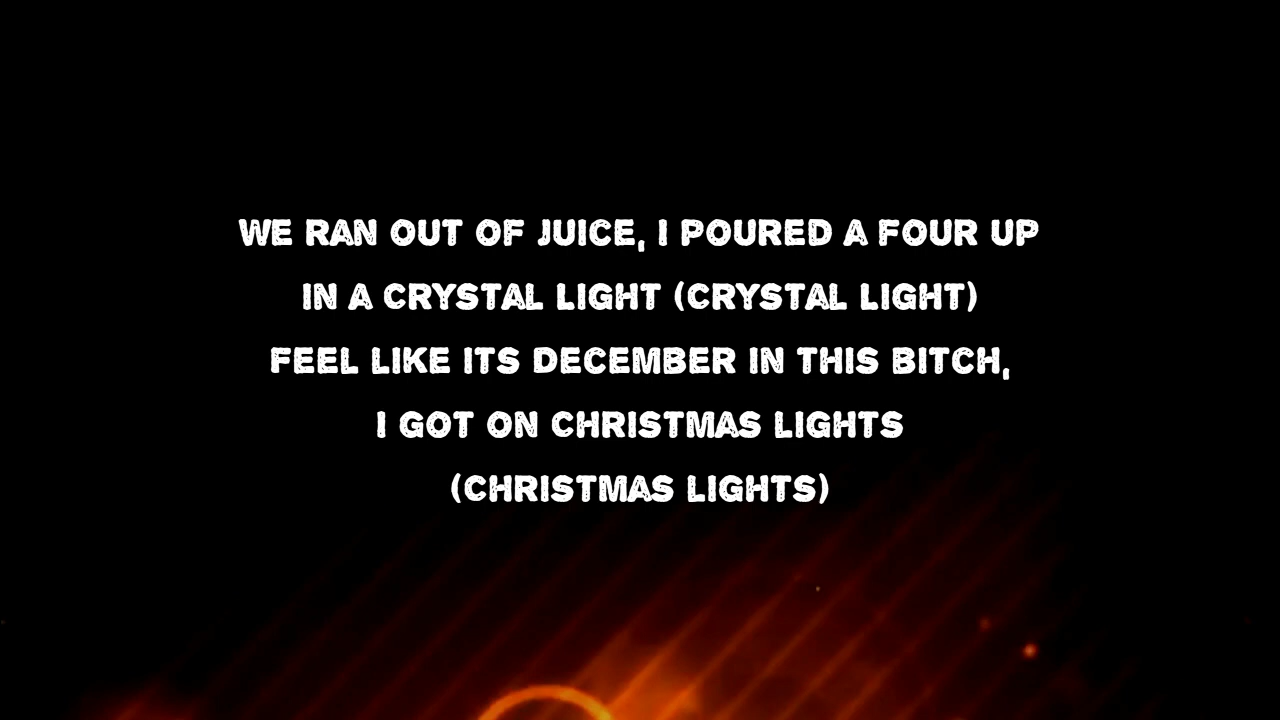 WE RAN OUT OF JUICE, I POURED A FOUR UP
IN A CRYSTAL LIGHT (CRYSTAL LIGHT)
FEEL LIKE ITS DECEMBER IN THIS BITCH,
I GOT ON CHRISTMAS LIGHTS
(CHRISTMAS LIGHTS)